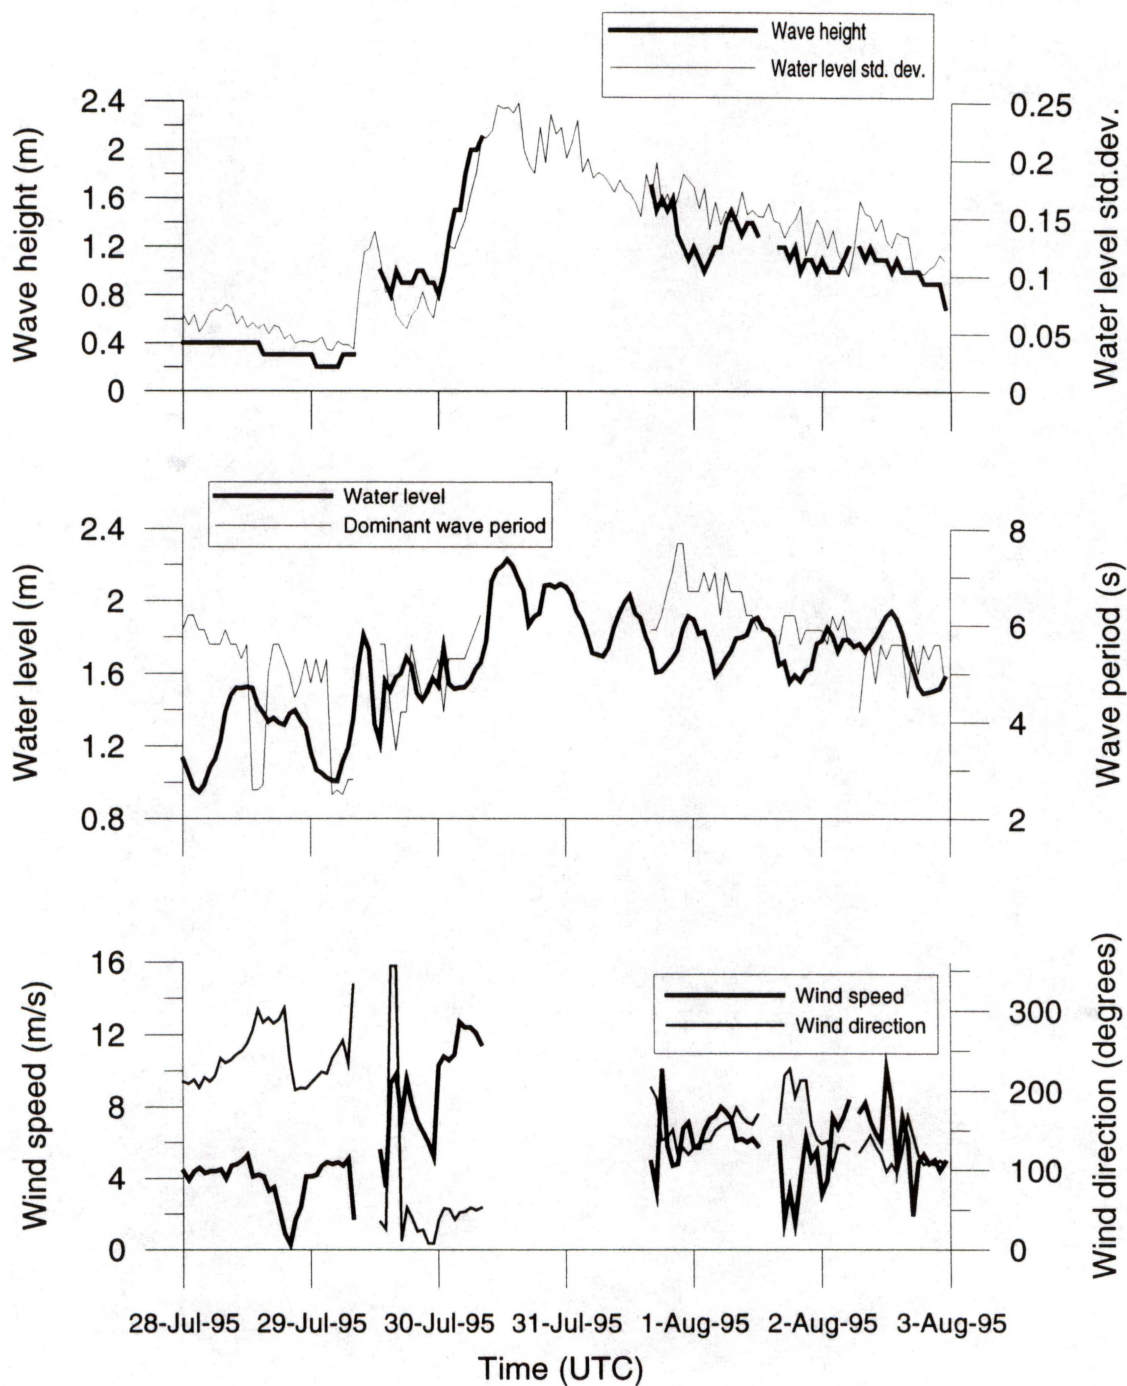 Wave height
Water level std. dev.
Wave height (m)
2.4
2
1.6
1.2
0.8
0.4
0
0.25
0.2
0.15
0.1
0.05
0
Water level std.dev.
Water level
Dominant wave period
Water level (m)
2.4
2
1.6
1.2
0.8
8
6
4
2
Wave period (s)
Wind speed
Wind direction
Wind speed (m/s)
16
12
8
4
0
300
200
100
0
Wind direction (degrees)
28-Jul-95 29-Jul-95 30-Jul-95 31-Jul-95 1-Aug-95 2-Aug-95 3-Aug-95
Time (UTC)